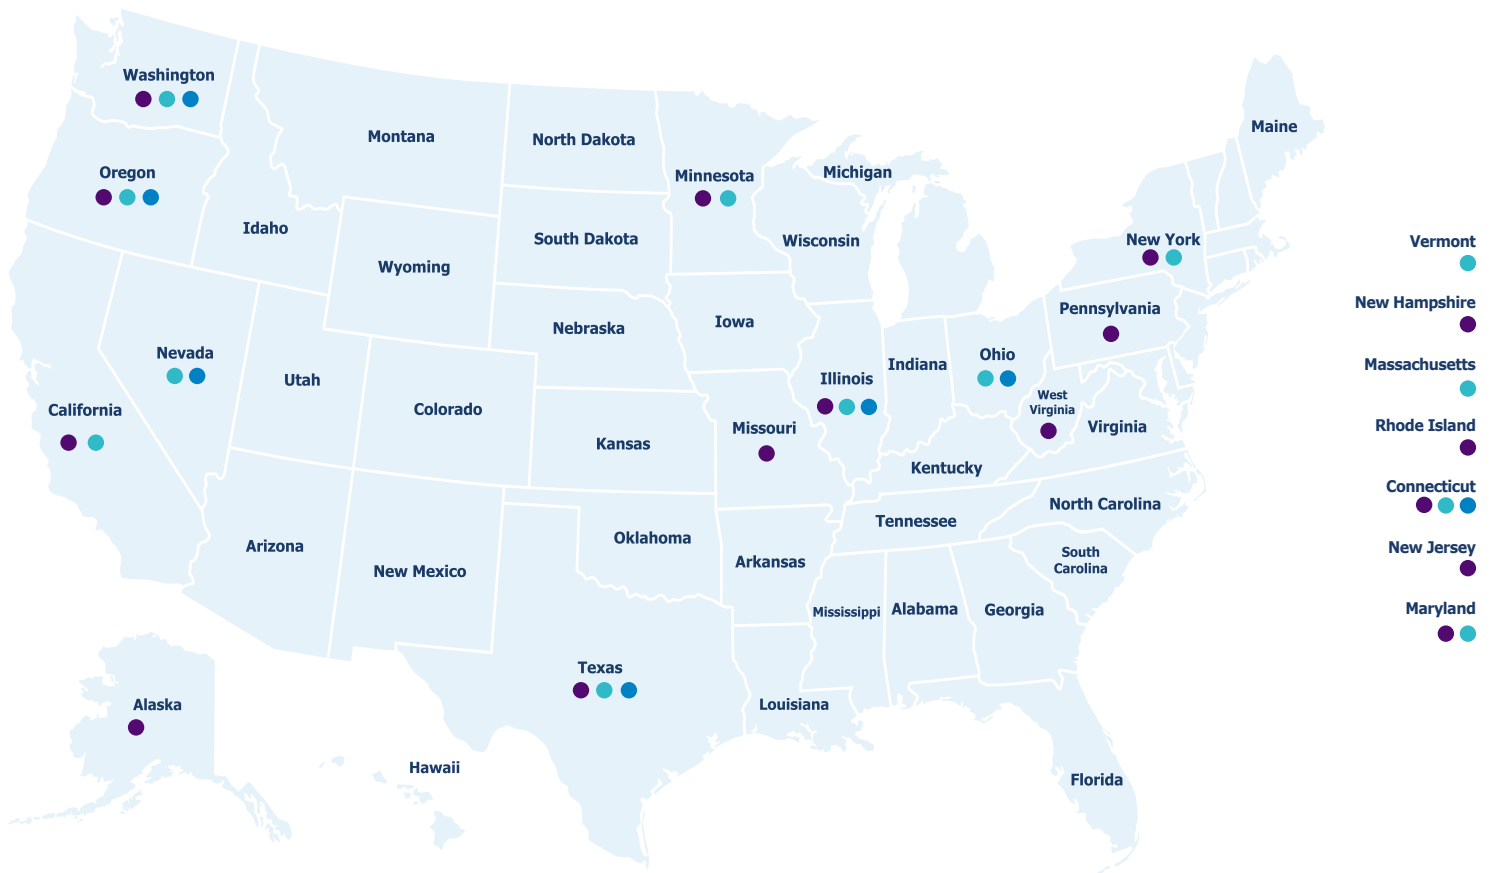 Washington
Montana
North Dakota
Minnesota
Michigan
Maine
Oregon
Idaho
South Dakota
Wisconsin
New York
Vermont
Wyoming
New Hampshire
Nebraska
Iowa
Pennsylvania
Nevada
Utah
Illinois
Indiana
Ohio
Massachusetts
California
Colorado
Kansas
Missouri
West
Virginia
Virginia
Rhode Island
Kentucky
Connecticut
Arizona
New Mexico
Oklahoma
Arkansas
Tennessee
North Carolina
South
Carolina
New Jersey
Mississippi
Alabama
Georgia
Maryland
Texas
Louisiana
Alaska
Hawaii
Florida